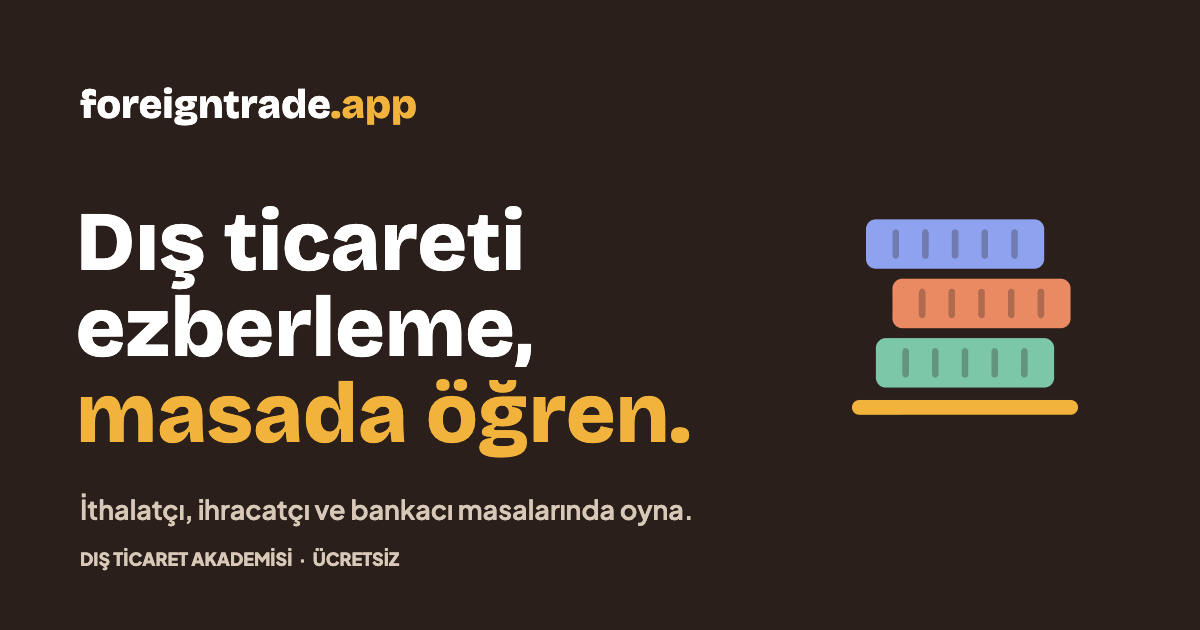 foreigntrade.app
Dış ticareti
ezberleme,
masada öğren.
İthalatçı, ihracatçı ve bankacı masalarında oyna.
DIŞ TİCARET AKADEMİSİ · ÜCRETSİZ